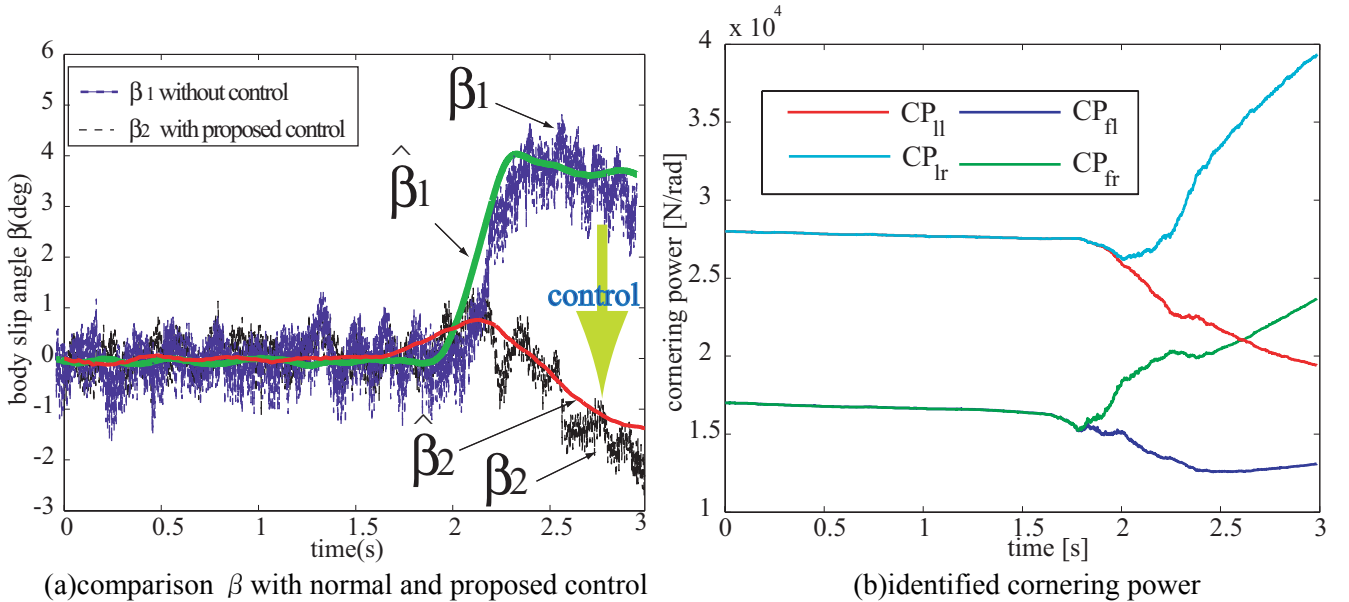 6
5
4
3
2
1
0
-1
-2
-3
body slip angle β(deg)
β1 without control
β2 with proposed control
β1
β̂1
control
β̂2
β2
0 0.5 1 1.5 2 2.5 3
time(s)
(a)comparison β with normal and proposed control
x 10⁴
4
3.5
3
2.5
2
1.5
1
cornering power [N/rad]
CPll CPfl
CPlr CPfr
0 0.5 1 1.5 2 2.5 3
time [s]
(b)identified cornering power